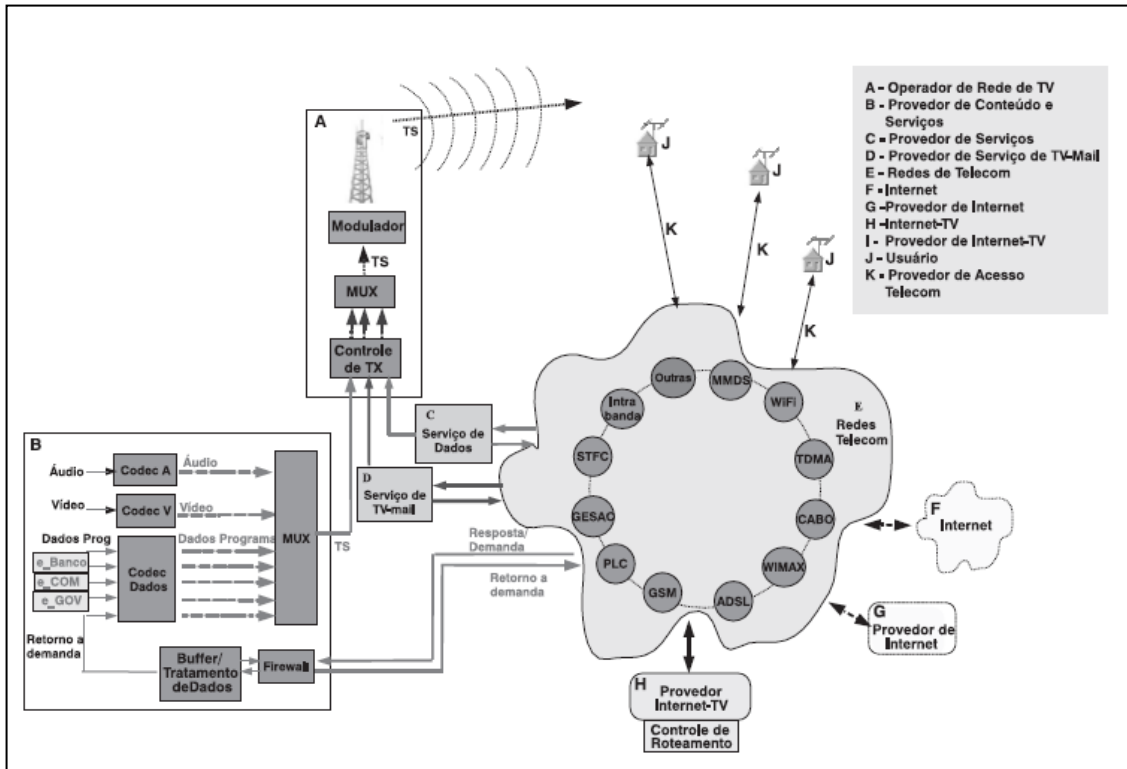 A
TS
Modulador
TS
MUX
Controle
de TX
J
J
J
K
K
K
A - Operador de Rede de TV
B - Provedor de Conteúdo e
Serviços
C - Provedor de Serviços
D - Provedor de Serviço de TV-Mail
E - Redes de Telecom
F - Internet
G -Provedor de Internet
H -Internet-TV
I - Provedor de Internet-TV
J - Usuário
K - Provedor de Acesso
Telecom
B
Áudio
Codec A
Áudio
Vídeo
Codec V
Vídeo
Dados Prog
Dados Programa
e_Banco
e_COM
e_GOV
Codec
Dados
MUX
TS
Retorno a
demanda
Buffer/
Tratamento
deDados
Firewall
C
Serviço de
Dados
D
Serviço de
TV-mail
Resposta/
Demanda
Retorno a
demanda
Outras
MMDS
WiFi
TDMA
CABO
WIMAX
ADSL
GSM
PLC
GESAC
STFC
Intra
banda
E
Redes
Telecom
F
Internet
G
Provedor de
Internet
H
Provedor
Internet-TV
Controle de
Roteamento